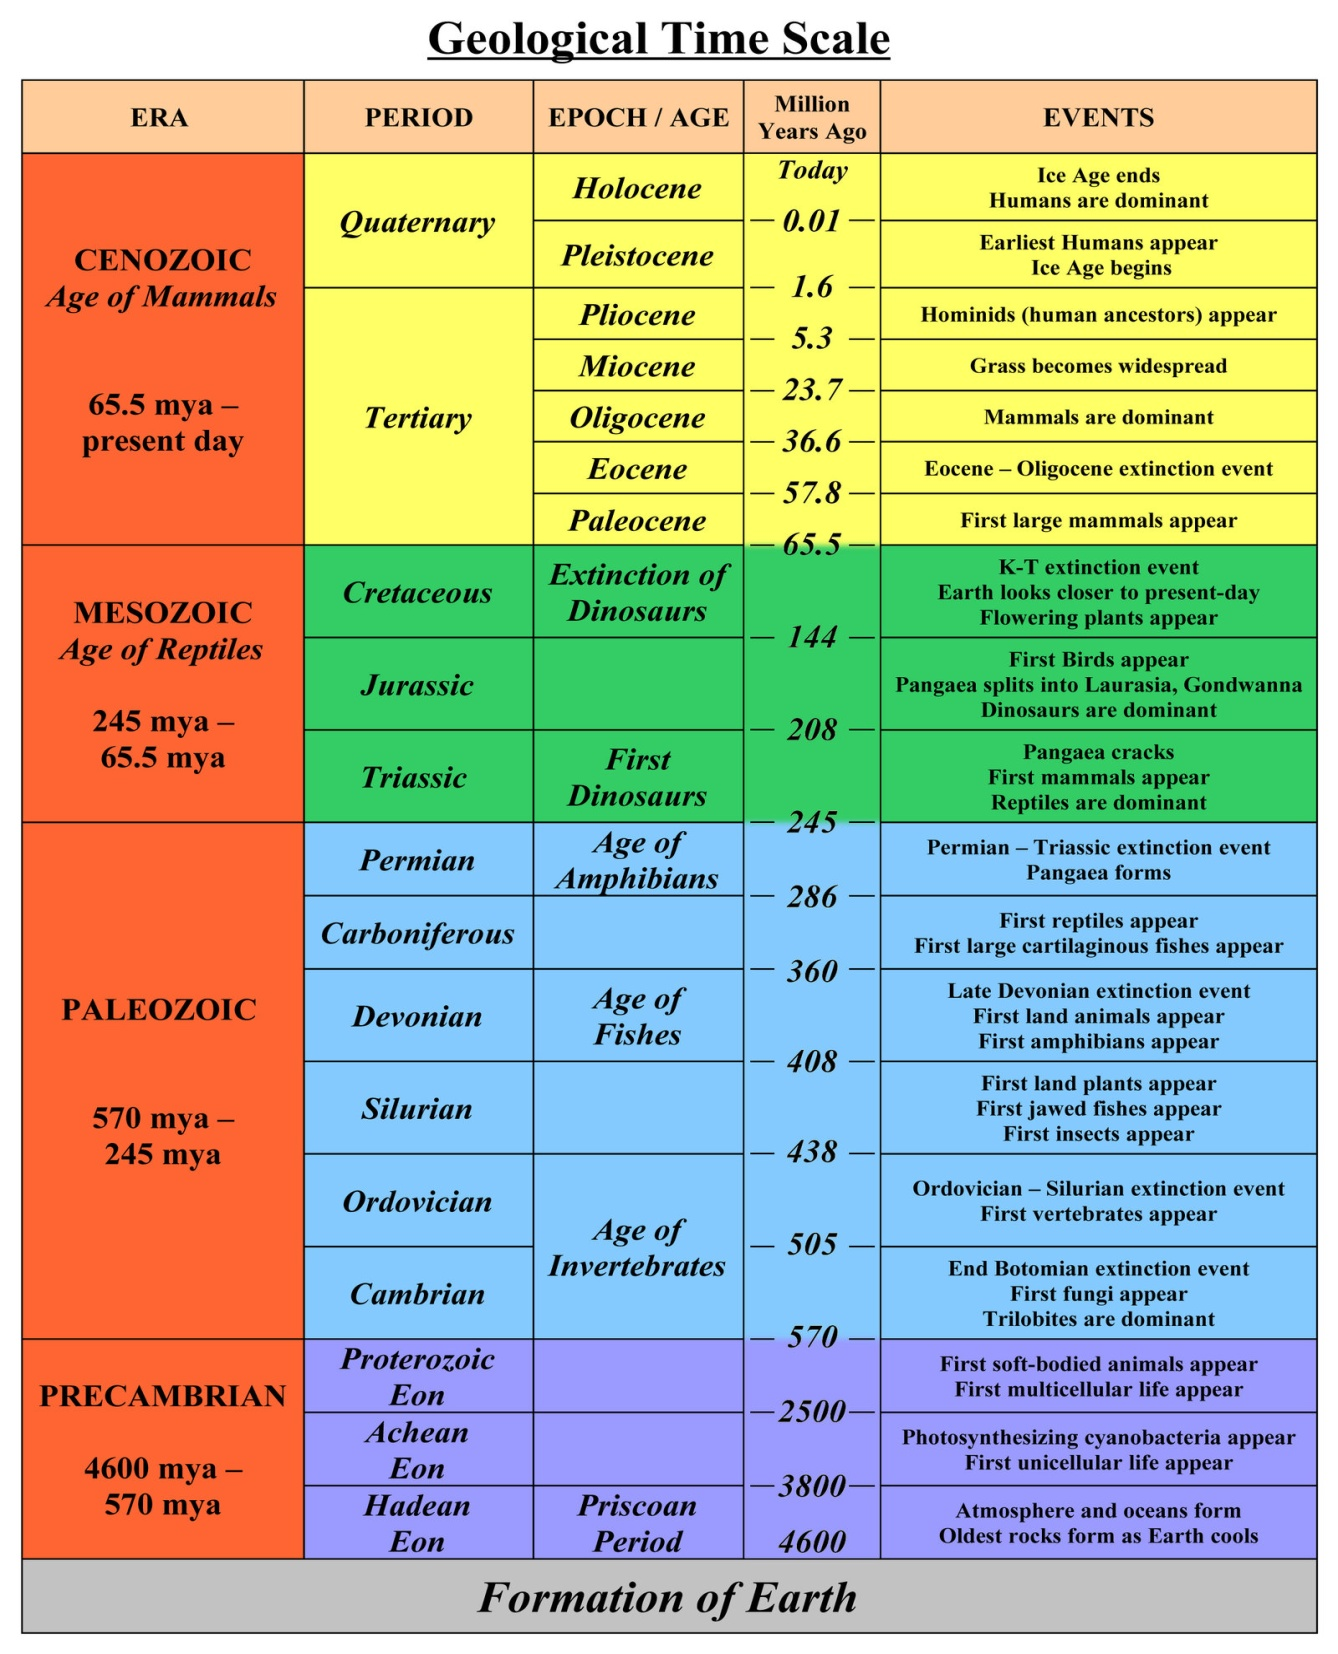 Geological Time Scale
ERA
PERIOD
EPOCH / AGE
Million
Years Ago
EVENTS
CENOZOIC
Age of Mammals
65.5 mya –
present day
Quaternary
Holocene
Today
Ice Age ends
Humans are dominant
0.01
Pleistocene
Earliest Humans appear
Ice Age begins
1.6
Tertiary
Pliocene
Hominids (human ancestors) appear
5.3
Miocene
Grass becomes widespread
23.7
Oligocene
Mammals are dominant
36.6
Eocene
Eocene – Oligocene extinction event
57.8
Paleocene
First large mammals appear
65.5
MESOZOIC
Age of Reptiles
245 mya –
65.5 mya
Cretaceous
Extinction of
Dinosaurs
K-T extinction event
Earth looks closer to present-day
Flowering plants appear
144
Jurassic
First Birds appear
Pangaea splits into Laurasia, Gondwanna
Dinosaurs are dominant
208
Triassic
First
Dinosaurs
Pangaea cracks
First mammals appear
Reptiles are dominant
245
PALEOZOIC
570 mya –
245 mya
Permian
Age of
Amphibians
Permian – Triassic extinction event
Pangaea forms
286
Carboniferous
First reptiles appear
First large cartilaginous fishes appear
360
Devonian
Age of
Fishes
Late Devonian extinction event
First land animals appear
First amphibians appear
408
Silurian
First land plants appear
First jawed fishes appear
First insects appear
438
Ordovician
Age of
Invertebrates
Ordovician – Silurian extinction event
First vertebrates appear
505
Cambrian
End Botomian extinction event
First fungi appear
Trilobites are dominant
570
PRECAMBRIAN
4600 mya –
570 mya
Proterozoic
Eon
First soft-bodied animals appear
First multicellular life appear
2500
Achean
Eon
Photosynthesizing cyanobacteria appear
First unicellular life appear
3800
Hadean
Eon
Priscoan
Period
4600
Atmosphere and oceans form
Oldest rocks form as Earth cools
Formation of Earth